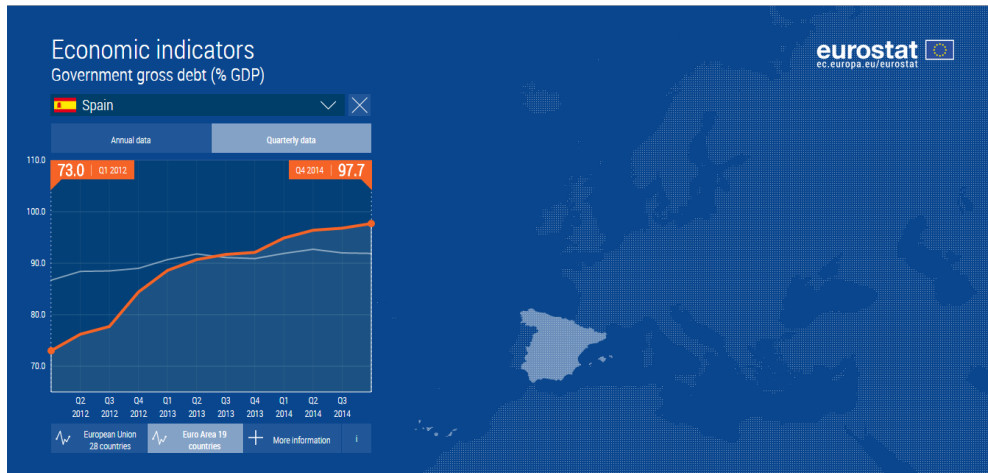 Economic indicators
Government gross debt (% GDP)
eurostat
ec.europa.eu/eurostat
Spain
Annual data
Quarterly data
110.0
73.0 Q1 2012
Q4 2014 97.7
100.0
90.0
80.0
70.0
Q2 Q3 Q4 Q1 Q2 Q3 Q4 Q1 Q2 Q3
2012 2012 2012 2013 2013 2013 2013 2014 2014 2014
European Union
28 countries
Euro Area 19
countries
More information
i